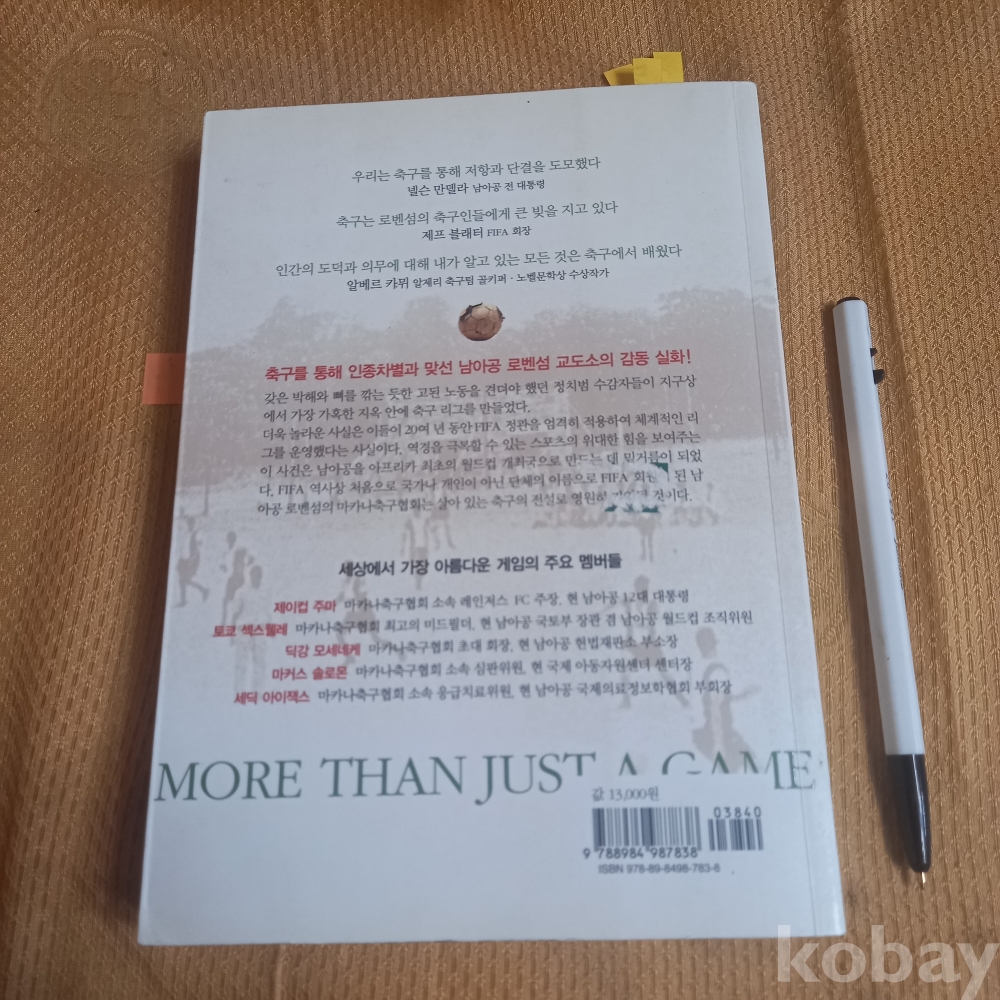 우리는 축구를 통해 저항과 단결을 도모했다
넬슨 만델라 남아공 전 대통령
축구는 로벤섬의 축구인들에게 큰 빚을 지고 있다
제프 블래터 FIFA 회장
인간의 도덕과 의무에 대해 내가 알고 있는 모든 것은 축구에서 배웠다
알베르 카뮈 알제리 축구팀 골키퍼 · 노벨문학상 수상작가
축구를 통해 인종차별과 맞선 남아공 로벤섬 교도소의 감동 실화!
갖은 박해와 뼈를 깎는 듯한 고된 노동을 견뎌야 했던 정치범 수감자들이 지구상
에서 가장 가혹한 지옥 안에 축구 리그를 만들었다.
더욱 놀라운 사실은 이들이 20여 년 동안 FIFA 정관을 엄격히 적용하여 체계적인 리
그를 운영했다는 사실이다. 역경을 극복할 수 있는 스포츠의 위대한 힘을 보여주는
이 사건은 남아공을 아프리카 최초의 월드컵 개최국으로 만드는 데 밑거름이 되었
다. FIFA 역사상 처음으로 국가나 개인이 아닌 단체의 이름으로 FIFA 회원 된 남
아공 로벤섬의 마카나축구협회는 살아 있는 축구의 전설로 영원히 것이다.
세상에서 가장 아름다운 게임의 주요 멤버들
제이컵 주마 마카나축구협회 소속 레인저스 FC 주장, 현 남아공 12대 대통령
토쿄 섹스웰레 마카나축구협회 최고의 미드필더, 현 남아공 국토부 장관 겸 남아공 월드컵 조직위원
딕강 모세네케 마카나축구협회 초대 회장, 현 남아공 헌법재판소 부소장
마커스 솔로몬 마카나축구협회 소속 심판위원, 현 국제 아동자원센터 센터장
세딕 아이잭스 마카나축구협회 소속 응급치료위원, 현 남아공 국제의료정보학협회 부회장
MORE THAN JUST A GAME
값 13,000원
03840
9 788984 987838
ISBN 978-89-8498-783-8
kobay